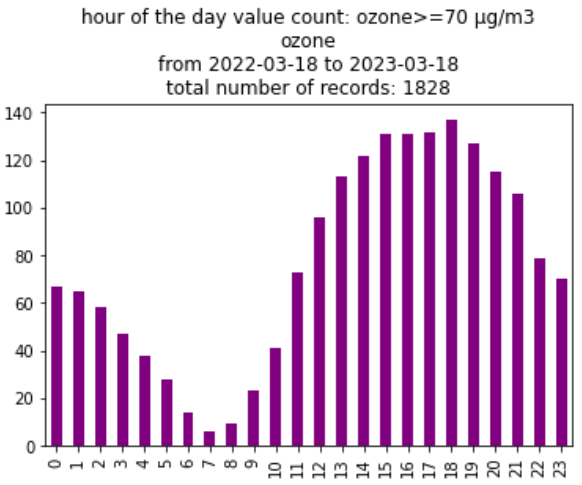 hour of the day value count: ozone>=70 µg/m3
ozone
from 2022-03-18 to 2023-03-18
total number of records: 1828
140
120
100
80
60
40
20
0
0 1 2 3 4 5 6 7 8 9 10 11 12 13 14 15 16 17 18 19 20 21 22 23